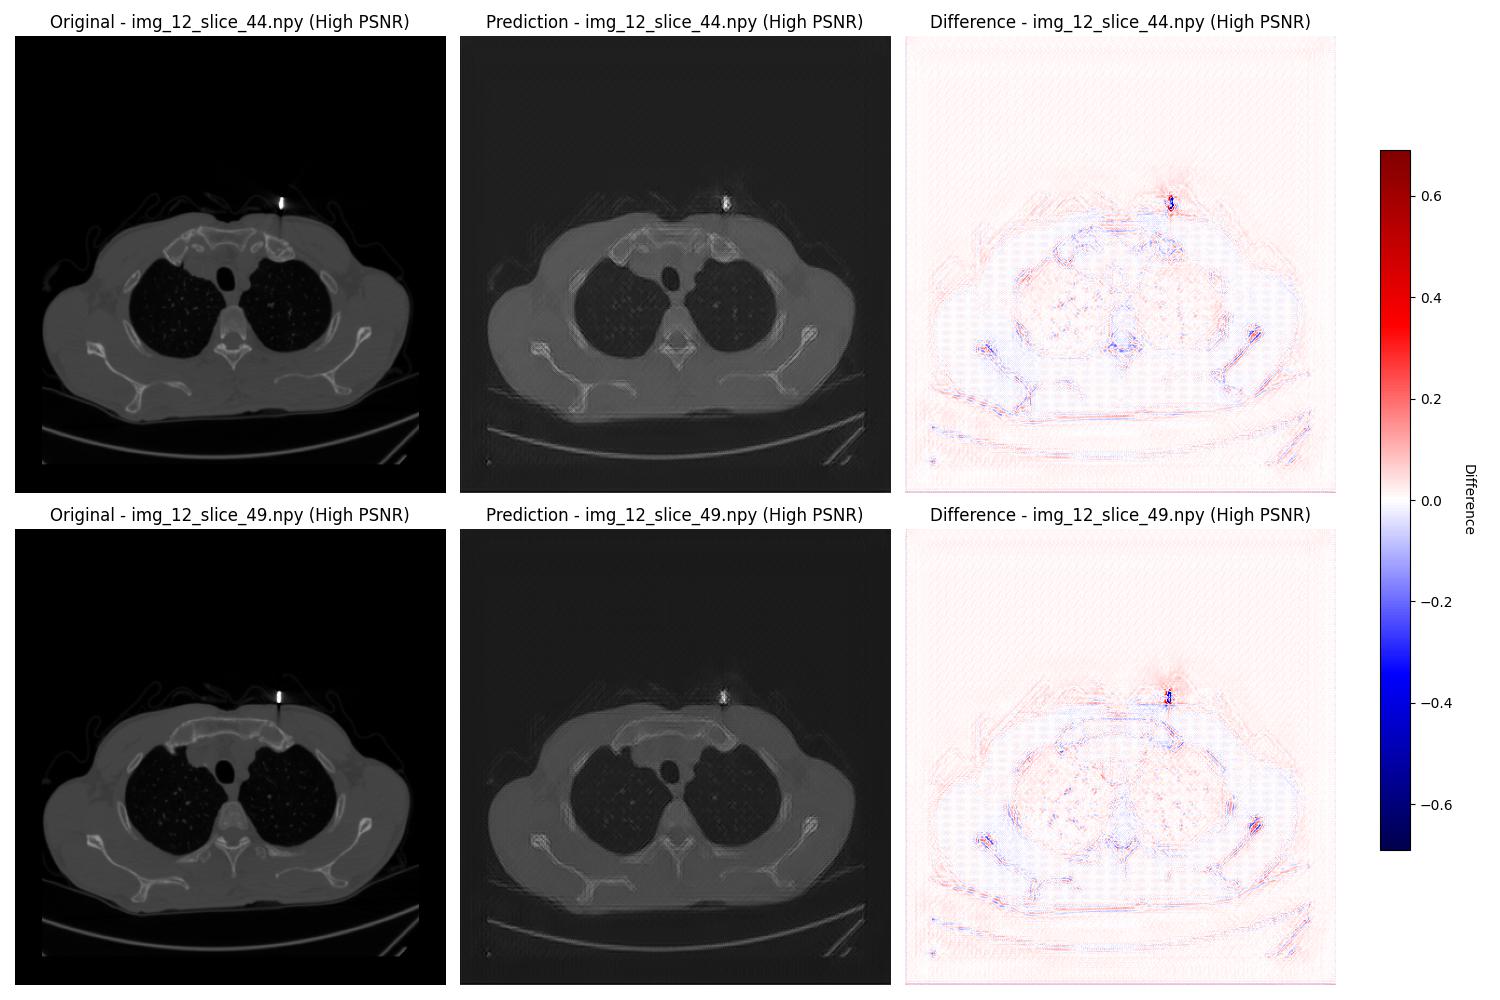 Original - img_12_slice_44.npy (High PSNR)
Prediction - img_12_slice_44.npy (High PSNR)
Difference - img_12_slice_44.npy (High PSNR)
Original - img_12_slice_49.npy (High PSNR)
Prediction - img_12_slice_49.npy (High PSNR)
Difference - img_12_slice_49.npy (High PSNR)
0.6
0.4
0.2
0.0
−0.2
−0.4
−0.6
Difference